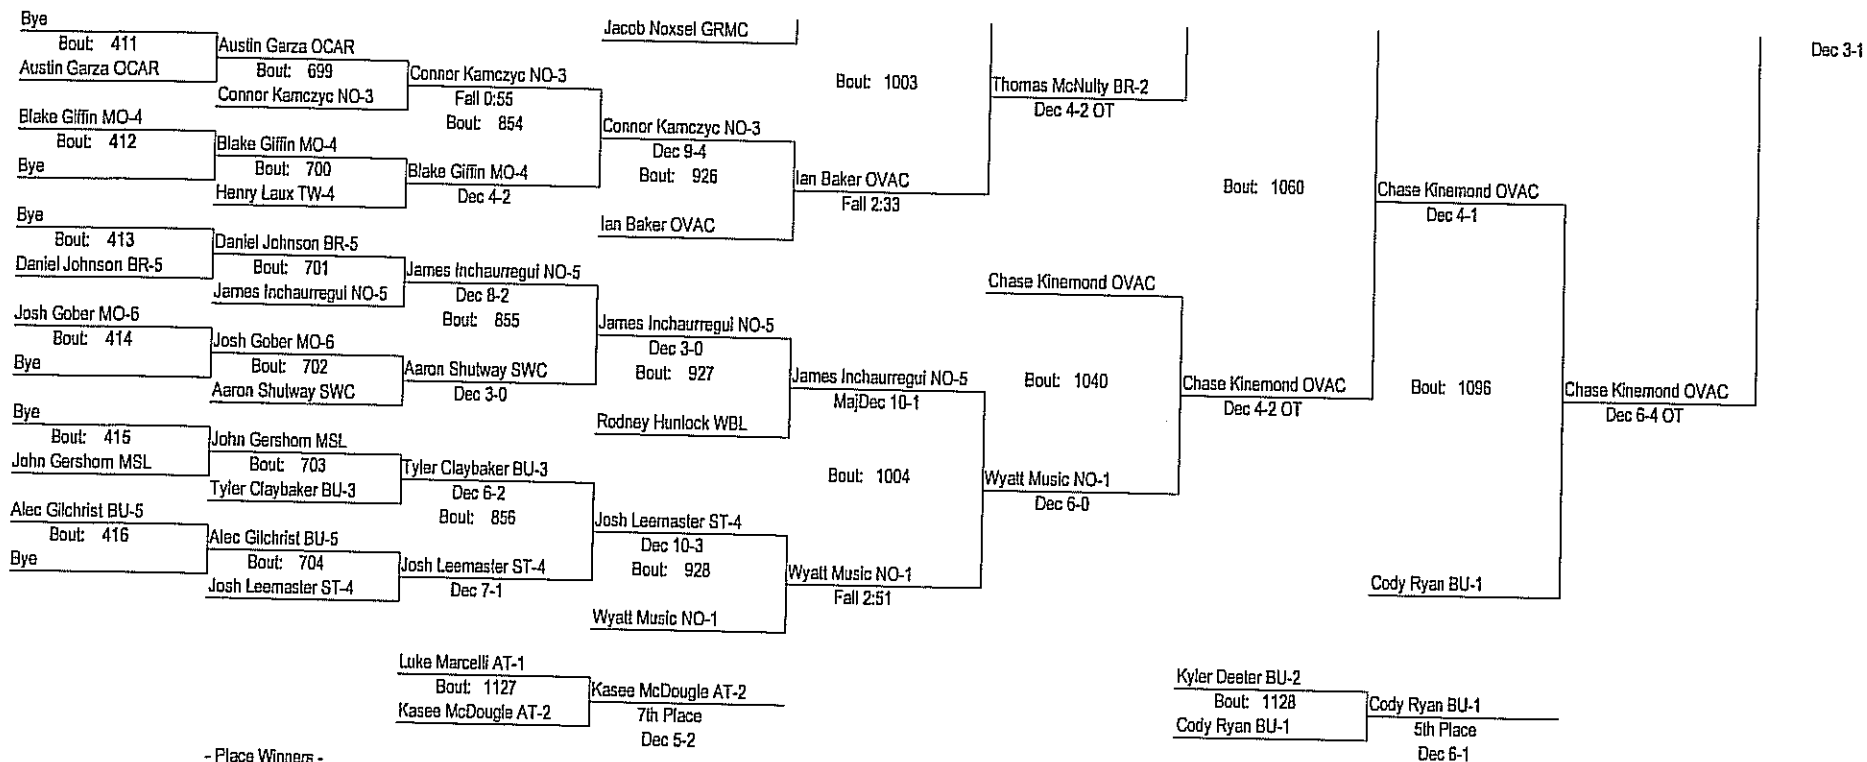 Bye
Bout: 411
Austin Garza OCAR
Blake Giffin MO-4
Bout: 412
Bye
Bye
Bout: 413
Daniel Johnson BR-5
Josh Gober MO-6
Bout: 414
Bye
Bye
Bout: 415
John Gershom MSL
Alec Gilchrist BU-5
Bout: 416
Bye
Austin Garza OCAR
Bout: 699
Connor Kamczyc NO-3
Blake Giffin MO-4
Bout: 700
Henry Laux TW-4
Daniel Johnson BR-5
Bout: 701
James Inchaurregui NO-5
Josh Gober MO-6
Bout: 702
Aaron Shutway SWC
John Gershom MSL
Bout: 703
Tyler Claybaker BU-3
Alec Gilchrist BU-5
Bout: 704
Josh Leemaster ST-4
Connor Kamczyc NO-3
Fall 0:55
Bout: 854
Blake Giffin MO-4
Dec 4-2
James Inchaurregui NO-5
Dec 8-2
Bout: 855
Aaron Shutway SWC
Dec 3-0
Tyler Claybaker BU-3
Dec 6-2
Bout: 856
Josh Leemaster ST-4
Dec 7-1
Jacob Noxsel GRMC
Connor Kamczyc NO-3
Dec 9-4
Bout: 926
Ian Baker OVAC
James Inchaurregui NO-5
Dec 3-0
Bout: 927
Rodney Hunlock WBL
Josh Leemaster ST-4
Dec 10-3
Bout: 928
Wyatt Music NO-1
Bout: 1003
Ian Baker OVAC
Fall 2:33
James Inchaurregui NO-5
MajDec 10-1
Bout: 1004
Wyatt Music NO-1
Fall 2:51
Thomas McNulty BR-2
Dec 4-2 OT
Chase Kinemond OVAC
Bout: 1040
Wyatt Music NO-1
Dec 6-0
Bout: 1060
Chase Kinemond OVAC
Dec 4-2 OT
Chase Kinemond OVAC
Dec 4-1
Bout: 1096
Cody Ryan BU-1
Chase Kinemond OVAC
Dec 6-4 OT
Dec 3-1
Luke Marcelli AT-1
Bout: 1127
Kasee McDougle AT-2
Kasee McDougle AT-2
7th Place
Dec 5-2
Kyler Deeter BU-2
Bout: 1128
Cody Ryan BU-1
Cody Ryan BU-1
5th Place
Dec 6-1
- Place Winners -